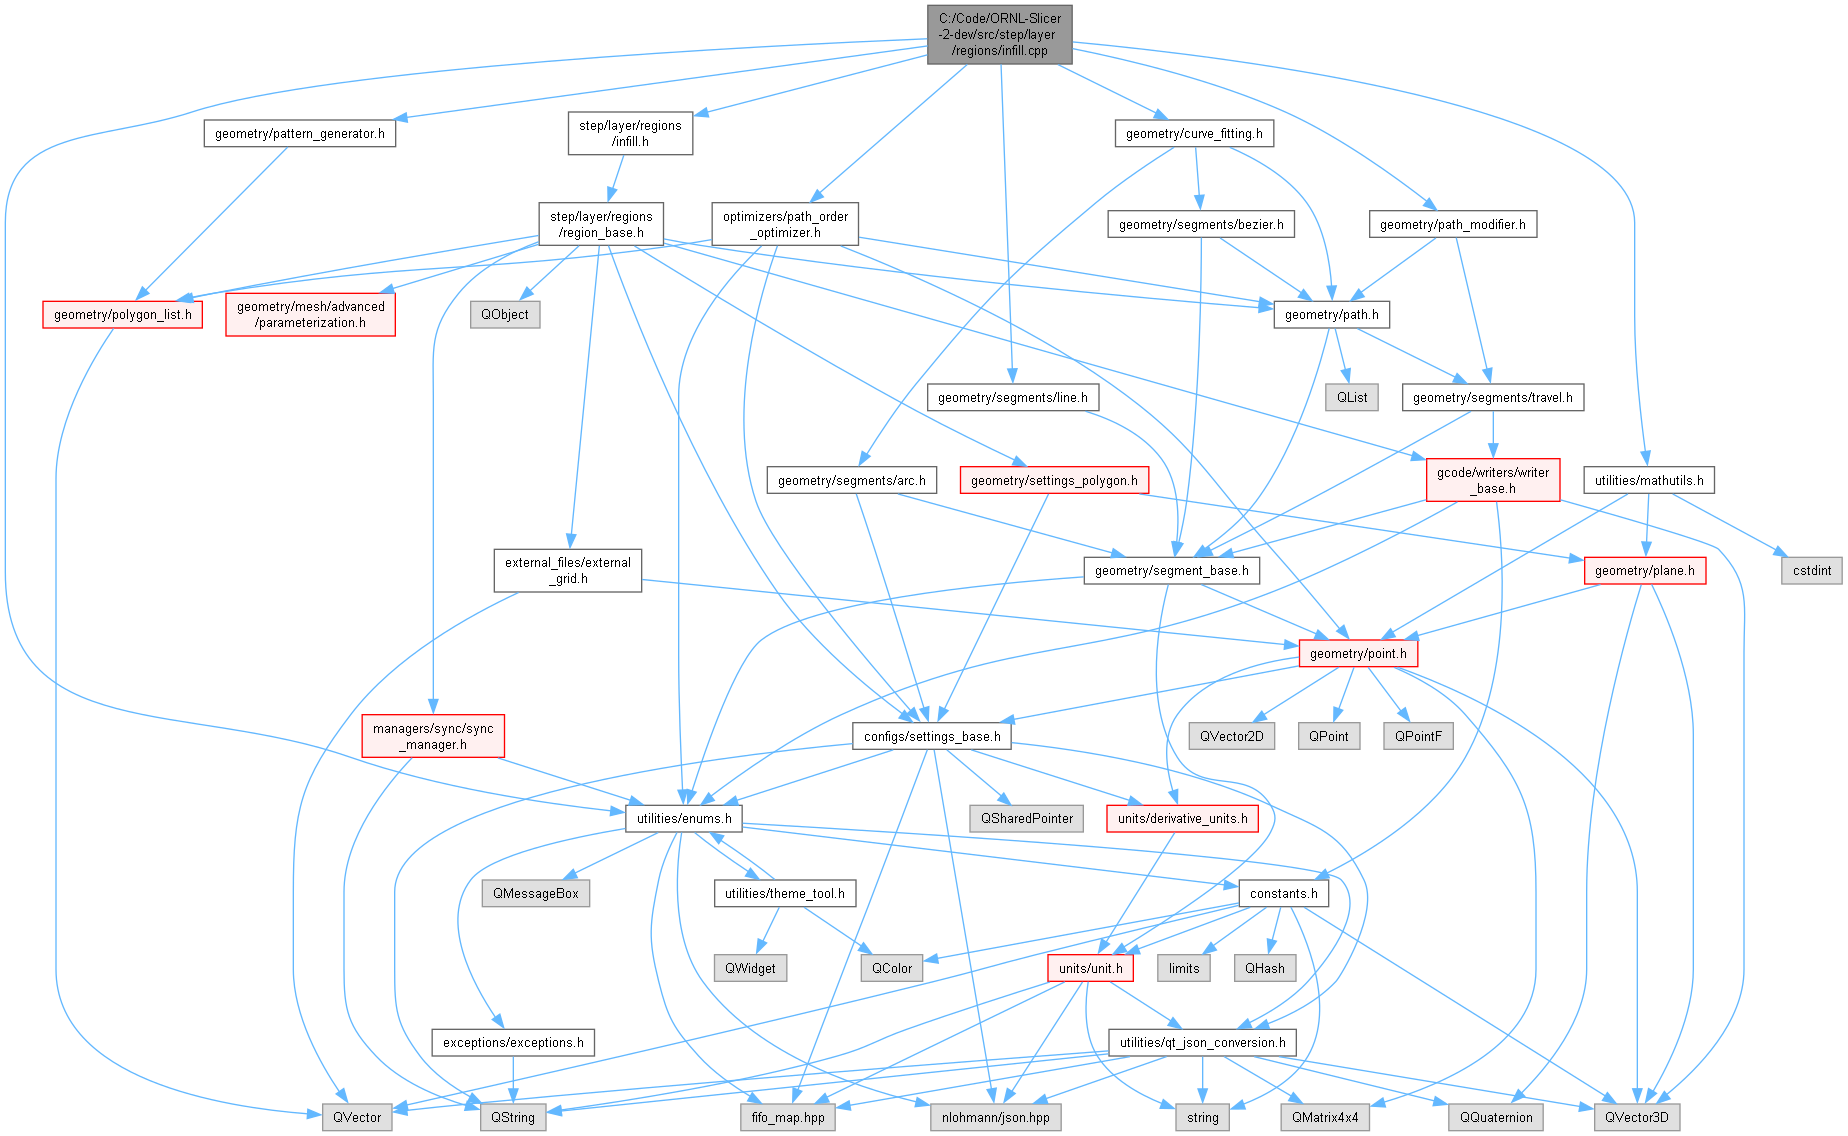 C:/Code/ORNL-Slicer
-2-dev/src/step/layer
/regions/infill.cpp
geometry/pattern_generator.h
step/layer/regions
/infill.h
geometry/curve_fitting.h
step/layer/regions
/region_base.h
optimizers/path_order
_optimizer.h
geometry/segments/bezier.h
geometry/path_modifier.h
geometry/polygon_list.h
geometry/mesh/advanced
/parameterization.h
QObject
geometry/path.h
geometry/segments/line.h
QList
geometry/segments/travel.h
geometry/segments/arc.h
geometry/settings_polygon.h
gcode/writers/writer
_base.h
utilities/mathutils.h
external_files/external
_grid.h
geometry/segment_base.h
geometry/plane.h
cstdint
geometry/point.h
managers/sync/sync
_manager.h
configs/settings_base.h
QVector2D
QPoint
QPointF
utilities/enums.h
QSharedPointer
units/derivative_units.h
QMessageBox
utilities/theme_tool.h
constants.h
QWidget
QColor
units/unit.h
limits
QHash
exceptions/exceptions.h
utilities/qt_json_conversion.h
QVector
QString
fifo_map.hpp
nlohmann/json.hpp
string
QMatrix4x4
QQuaternion
QVector3D